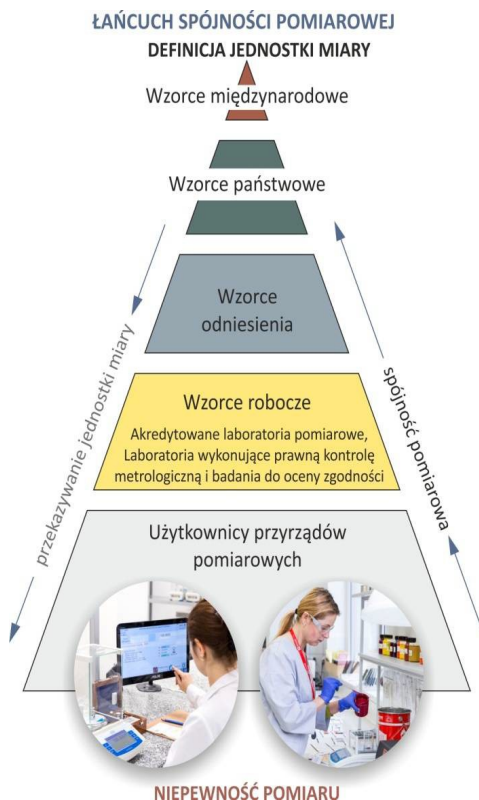 ŁAŃCUCH SPÓJNOŚCI POMIAROWEJ
DEFINICJA JEDNOSTKI MIARY
Wzorce międzynarodowe
Wzorce państwowe
Wzorce
odniesienia
przekazywanie jednostki miary
spójność pomiarowa
Wzorce robocze
Akredytowane laboratoria pomiarowe,
Laboratoria wykonujące prawną kontrolę
metrologiczną i badania do oceny zgodności
Użytkownicy przyrządów
pomiarowych
NIEPEWNOŚĆ POMIARU